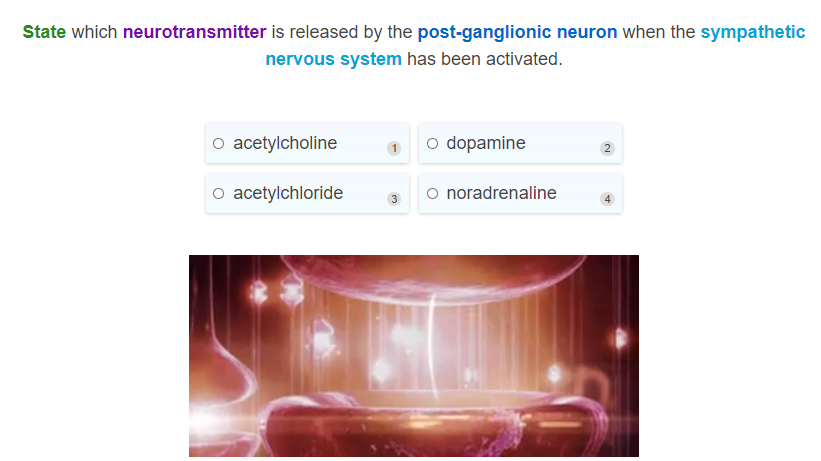 State which neurotransmitter is released by the post-ganglionic neuron when the sympathetic
nervous system has been activated.
acetylcholine 1
dopamine 2
acetylchloride 3
noradrenaline 4